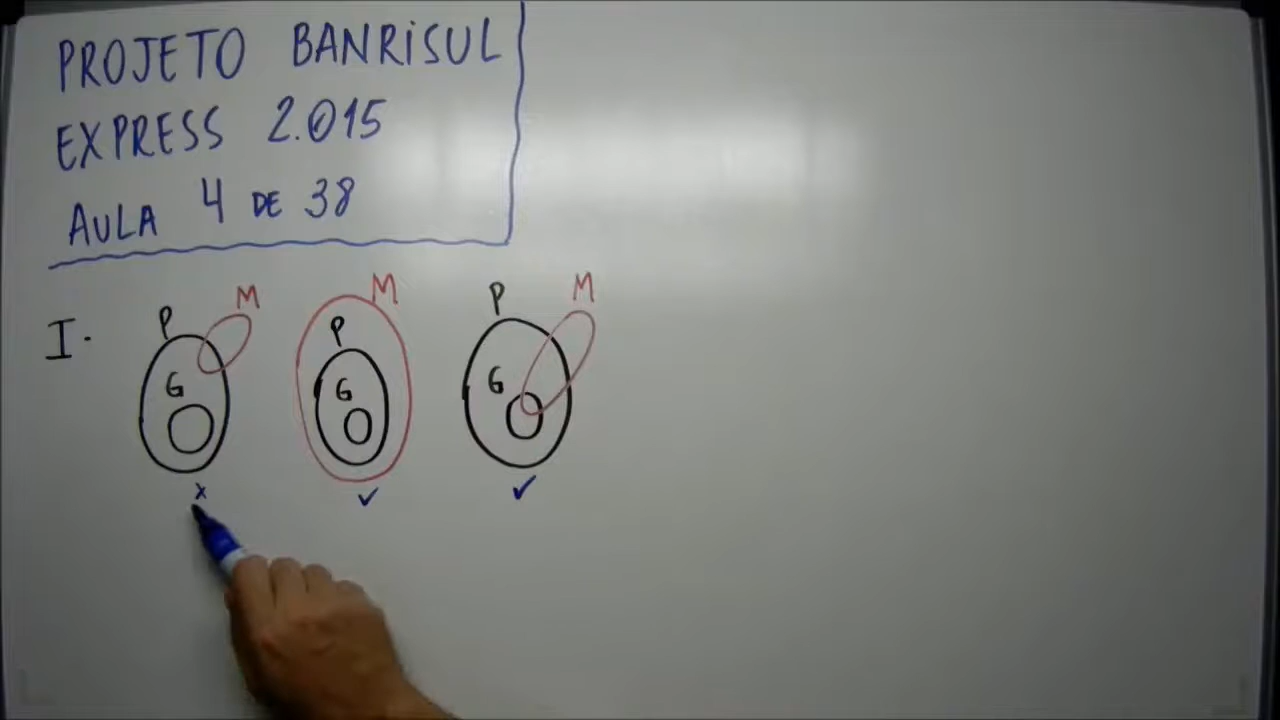 PROJETO BANRiSUL
EXPRESS 2.015
AULA 4 DE 38
I.
P M
G
M
P
G
P M
G
x ✓ ✓